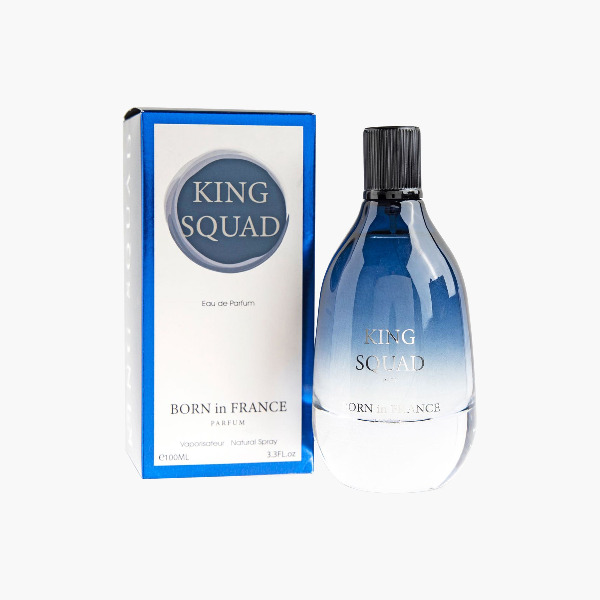 KING
SQUAD
Eau de Parfum
BORN in FRANCE
PARFUM
Vaporisateur Natural Spray
℮100ML
3.3FL.oz
KING
SQUAD
BORN in FRANCE